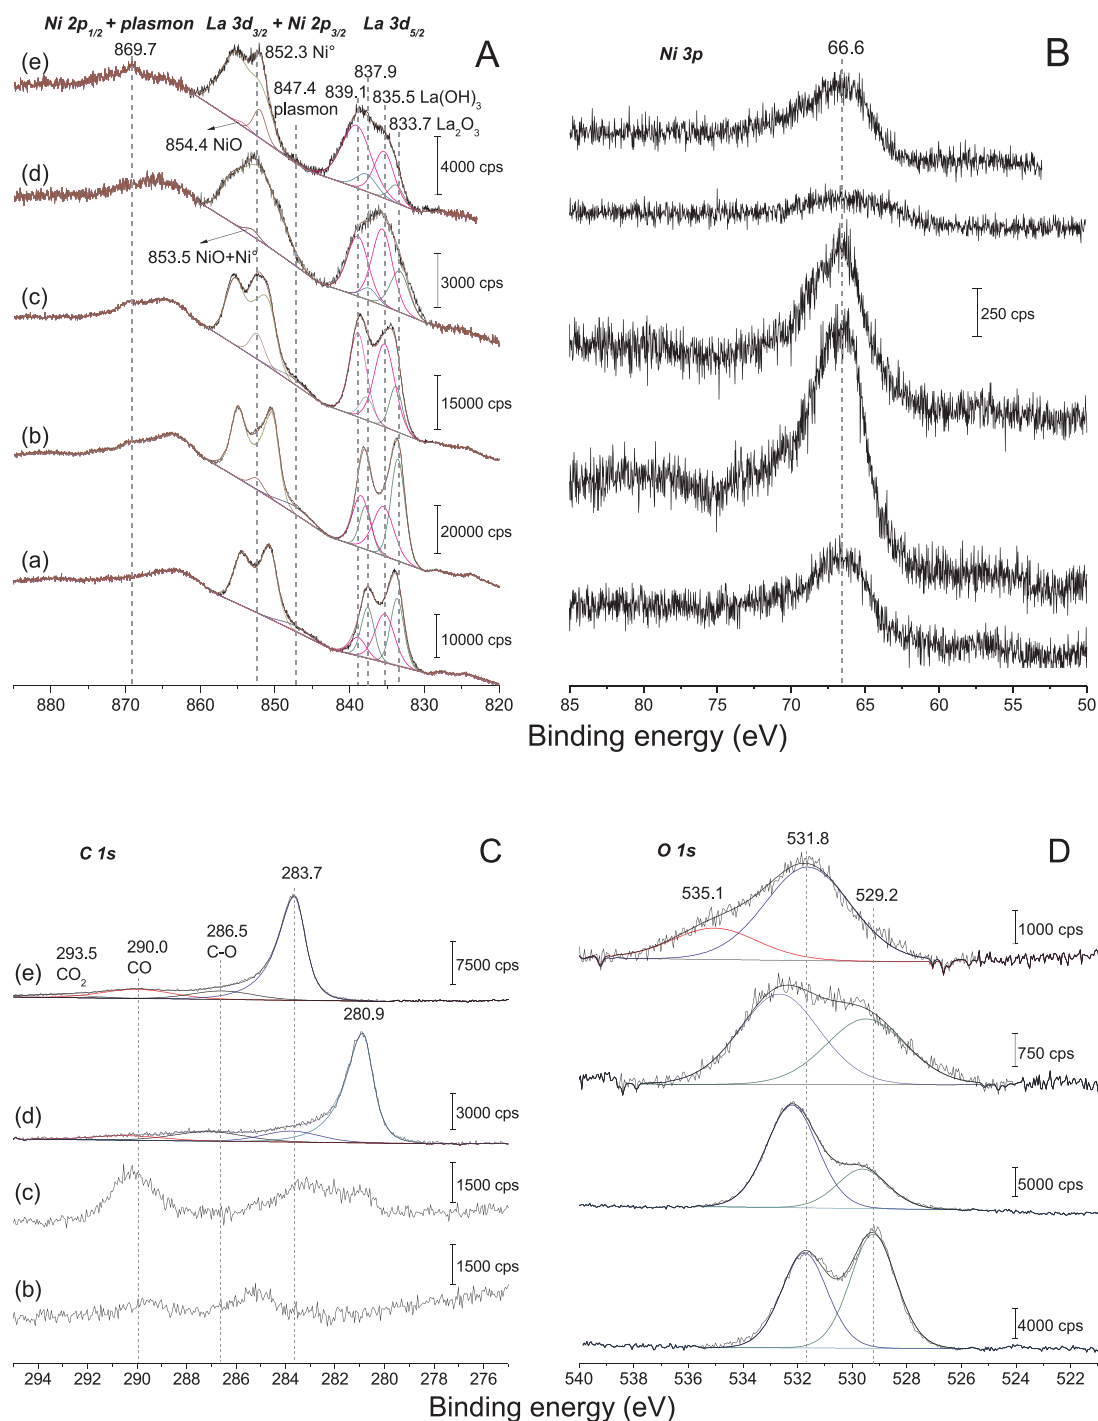 Ni 2p1/2 + plasmon La 3d3/2 + Ni 2p3/2 La 3d5/2
A
869.7
852.3 Ni°
837.9
847.4
plasmon
839.1
835.5 La(OH)3
833.7 La2O3
(e)
854.4 NiO
4000 cps
(d)
853.5 NiO+Ni°
3000 cps
(c)
15000 cps
(b)
20000 cps
(a)
10000 cps
880 870 860 850 840 830 820
Ni 3p
66.6
B
250 cps
85 80 75 70 65 60 55 50
Binding energy (eV)
C 1s
C
283.7
286.5
C-O
290.0
CO
293.5
CO2
(e)
7500 cps
280.9
(d)
3000 cps
(c)
1500 cps
(b)
1500 cps
294 292 290 288 286 284 282 280 278 276
O 1s
531.8
D
535.1
529.2
1000 cps
750 cps
5000 cps
4000 cps
540 538 536 534 532 530 528 526 524 522
Binding energy (eV)